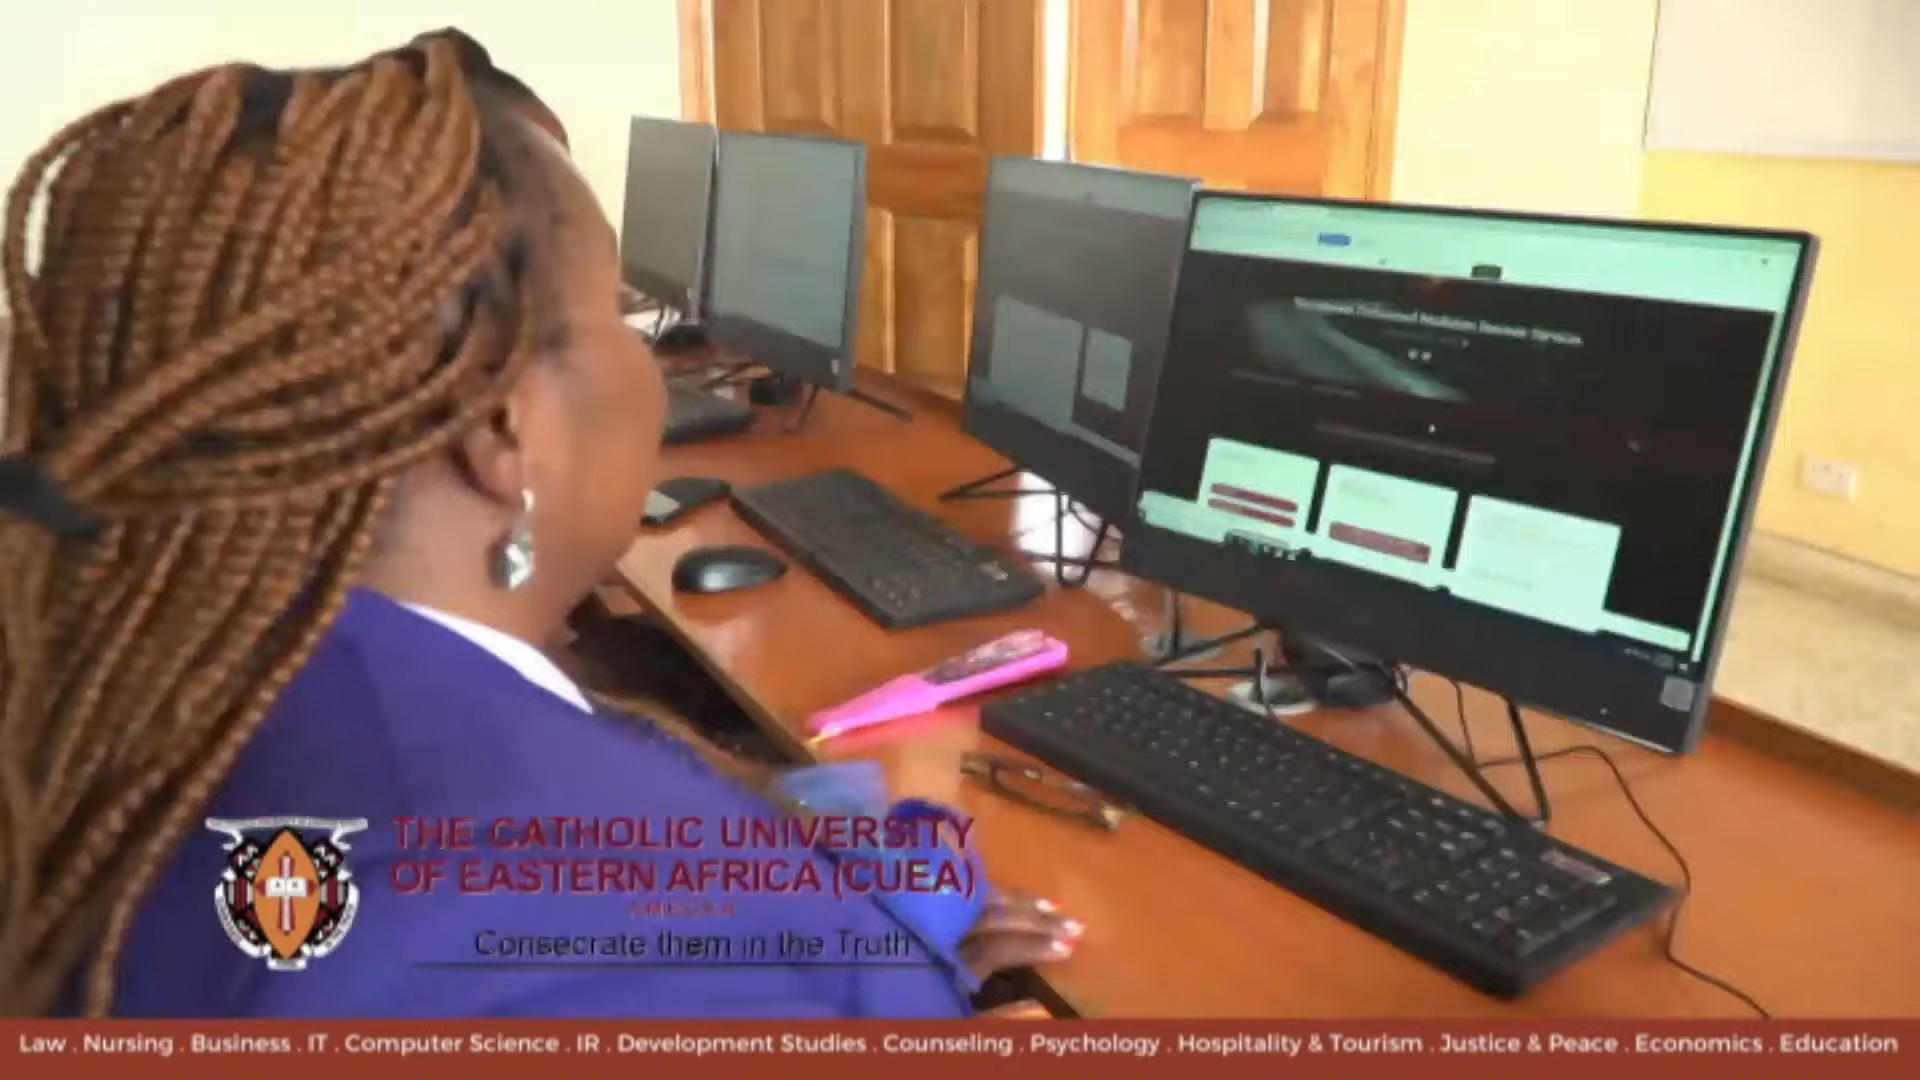 THE CATHOLIC UNIVERSITY
OF EASTERN AFRICA (CUEA)
Consecrate them in the Truth
Law . Nursing . Business . IT . Computer Science . IR . Development Studies . Counseling . Psychology . Hospitality & Tourism . Justice & Peace . Economics . Education